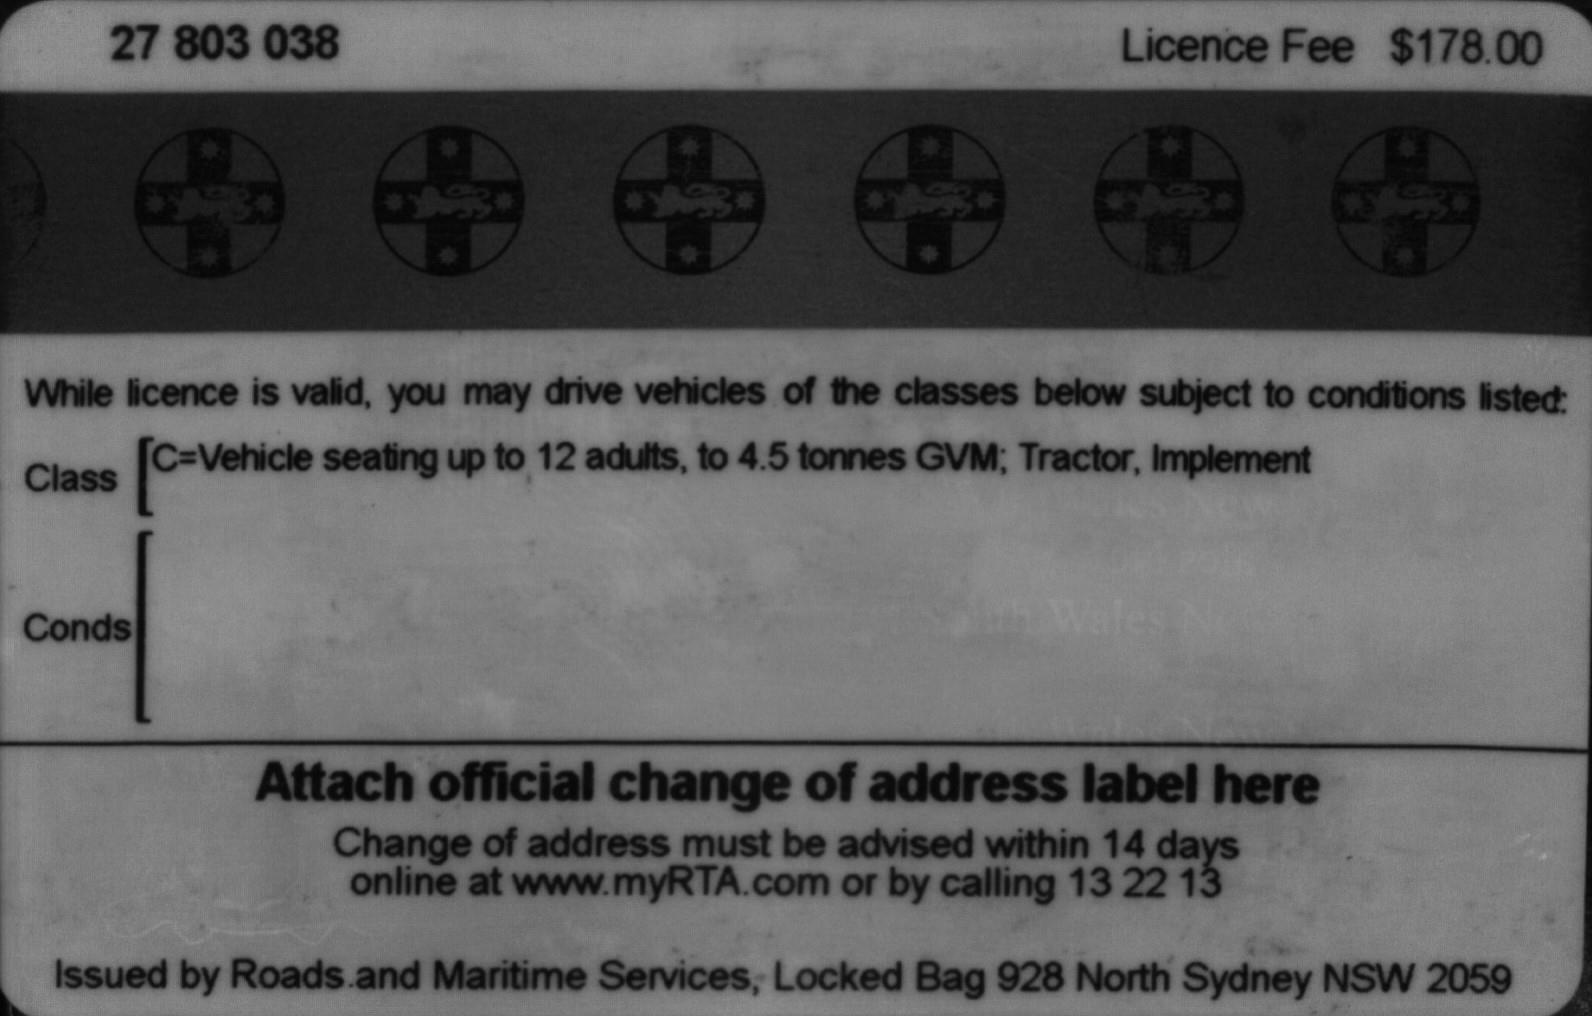 27 803 038 Licence Fee $178.00
While licence is valid, you may drive vehicles of the classes below subject to conditions listed:
Class C=Vehicle seating up to 12 adults, to 4.5 tonnes GVM; Tractor, Implement
Conds
Attach official change of address label here
Change of address must be advised within 14 days
online at www.myRTA.com or by calling 13 22 13
Issued by Roads and Maritime Services, Locked Bag 928 North Sydney NSW 2059